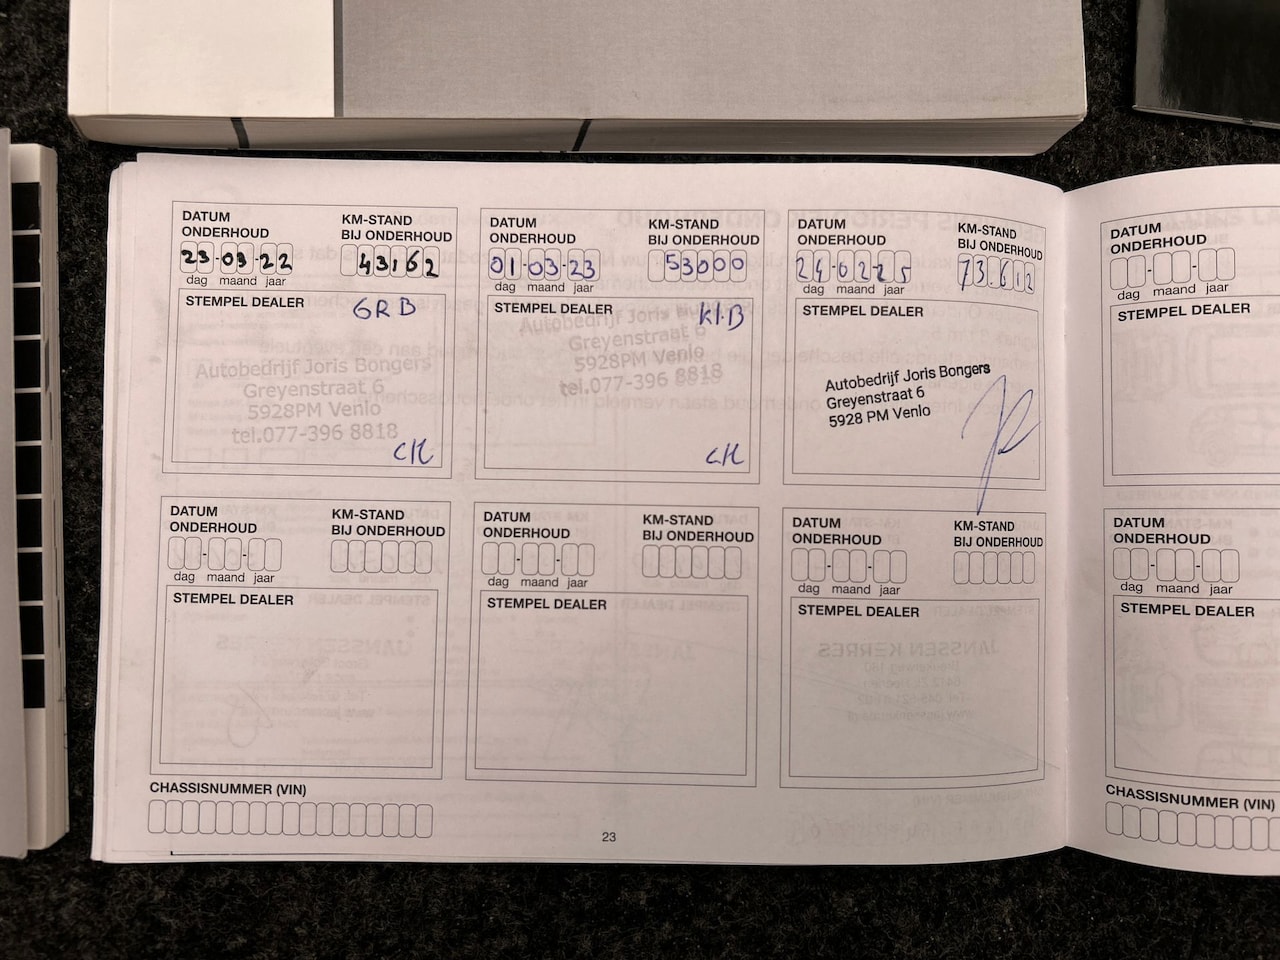 DATUM ONDERHOUD
KM-STAND BIJ ONDERHOUD
23-03-22
43162
dag maand jaar
STEMPEL DEALER
GRB
Autobedrijf Joris Bongers
Greyenstraat 6
5928PM Venlo
tel.077-396 8818
DATUM ONDERHOUD
KM-STAND BIJ ONDERHOUD
01-03-23
53000
dag maand jaar
STEMPEL DEALER
Kl.B
Autobedrijf Joris Bongers
Greyenstraat 6
5928PM Venlo
tel.077-396 8818
DATUM ONDERHOUD
KM-STAND BIJ ONDERHOUD
73.612
dag maand jaar
STEMPEL DEALER
Autobedrijf Joris Bongers
Greyenstraat 6
5928 PM Venlo
DATUM ONDERHOUD
dag maand jaar
STEMPEL DEALER
DATUM ONDERHOUD
KM-STAND BIJ ONDERHOUD
dag maand jaar
STEMPEL DEALER
DATUM ONDERHOUD
KM-STAND BIJ ONDERHOUD
dag maand jaar
STEMPEL DEALER
DATUM ONDERHOUD
KM-STAND BIJ ONDERHOUD
dag maand jaar
STEMPEL DEALER
DATUM ONDERHOUD
dag maand jaar
STEMPEL DEALER
CHASSISNUMMER (VIN)
23
CHASSISNUMMER (VIN)